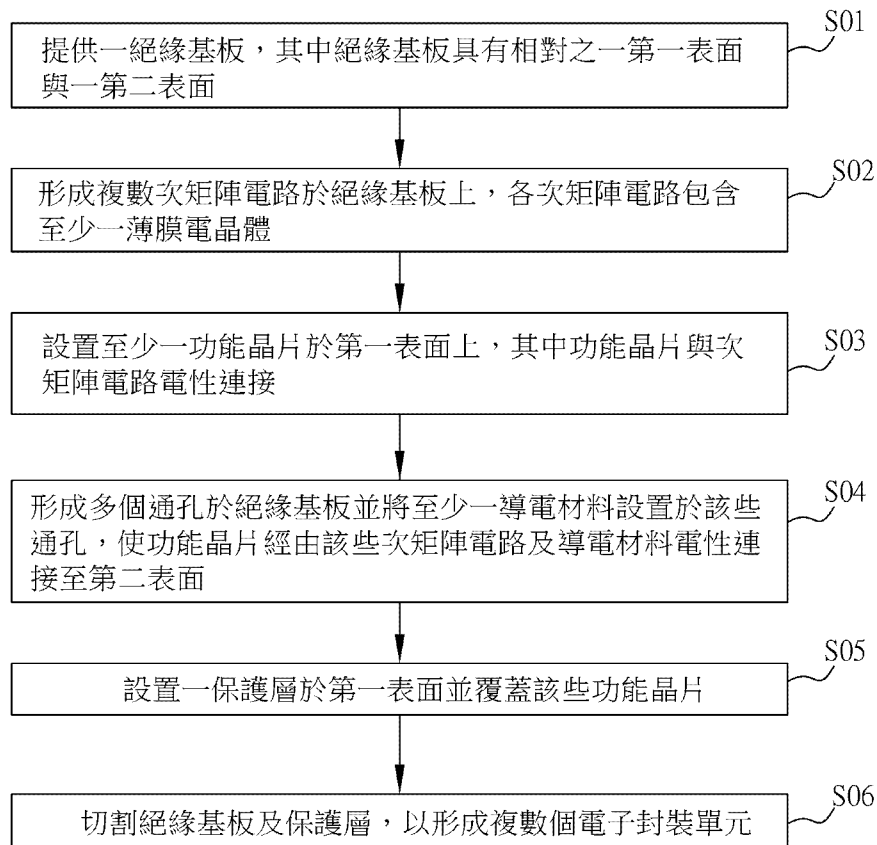 S01
提供一絕緣基板，其中絕緣基板具有相對之一第一表面
與一第二表面
S02
形成複數次矩陣電路於絕緣基板上，各次矩陣電路包含
至少一薄膜電晶體
S03
設置至少一功能晶片於第一表面上，其中功能晶片與次
矩陣電路電性連接
S04
形成多個通孔於絕緣基板並將至少一導電材料設置於該些
通孔，使功能晶片經由該些次矩陣電路及導電材料電性連
接至第二表面
S05
設置一保護層於第一表面並覆蓋該些功能晶片
S06
切割絕緣基板及保護層，以形成複數個電子封裝單元